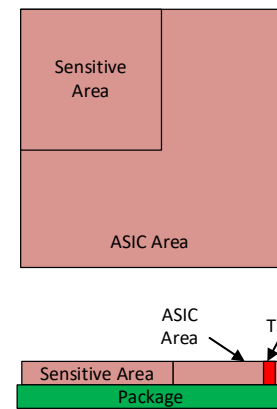 Sensitive
Area
ASIC Area
ASIC
Area
T
Sensitive Area
Package